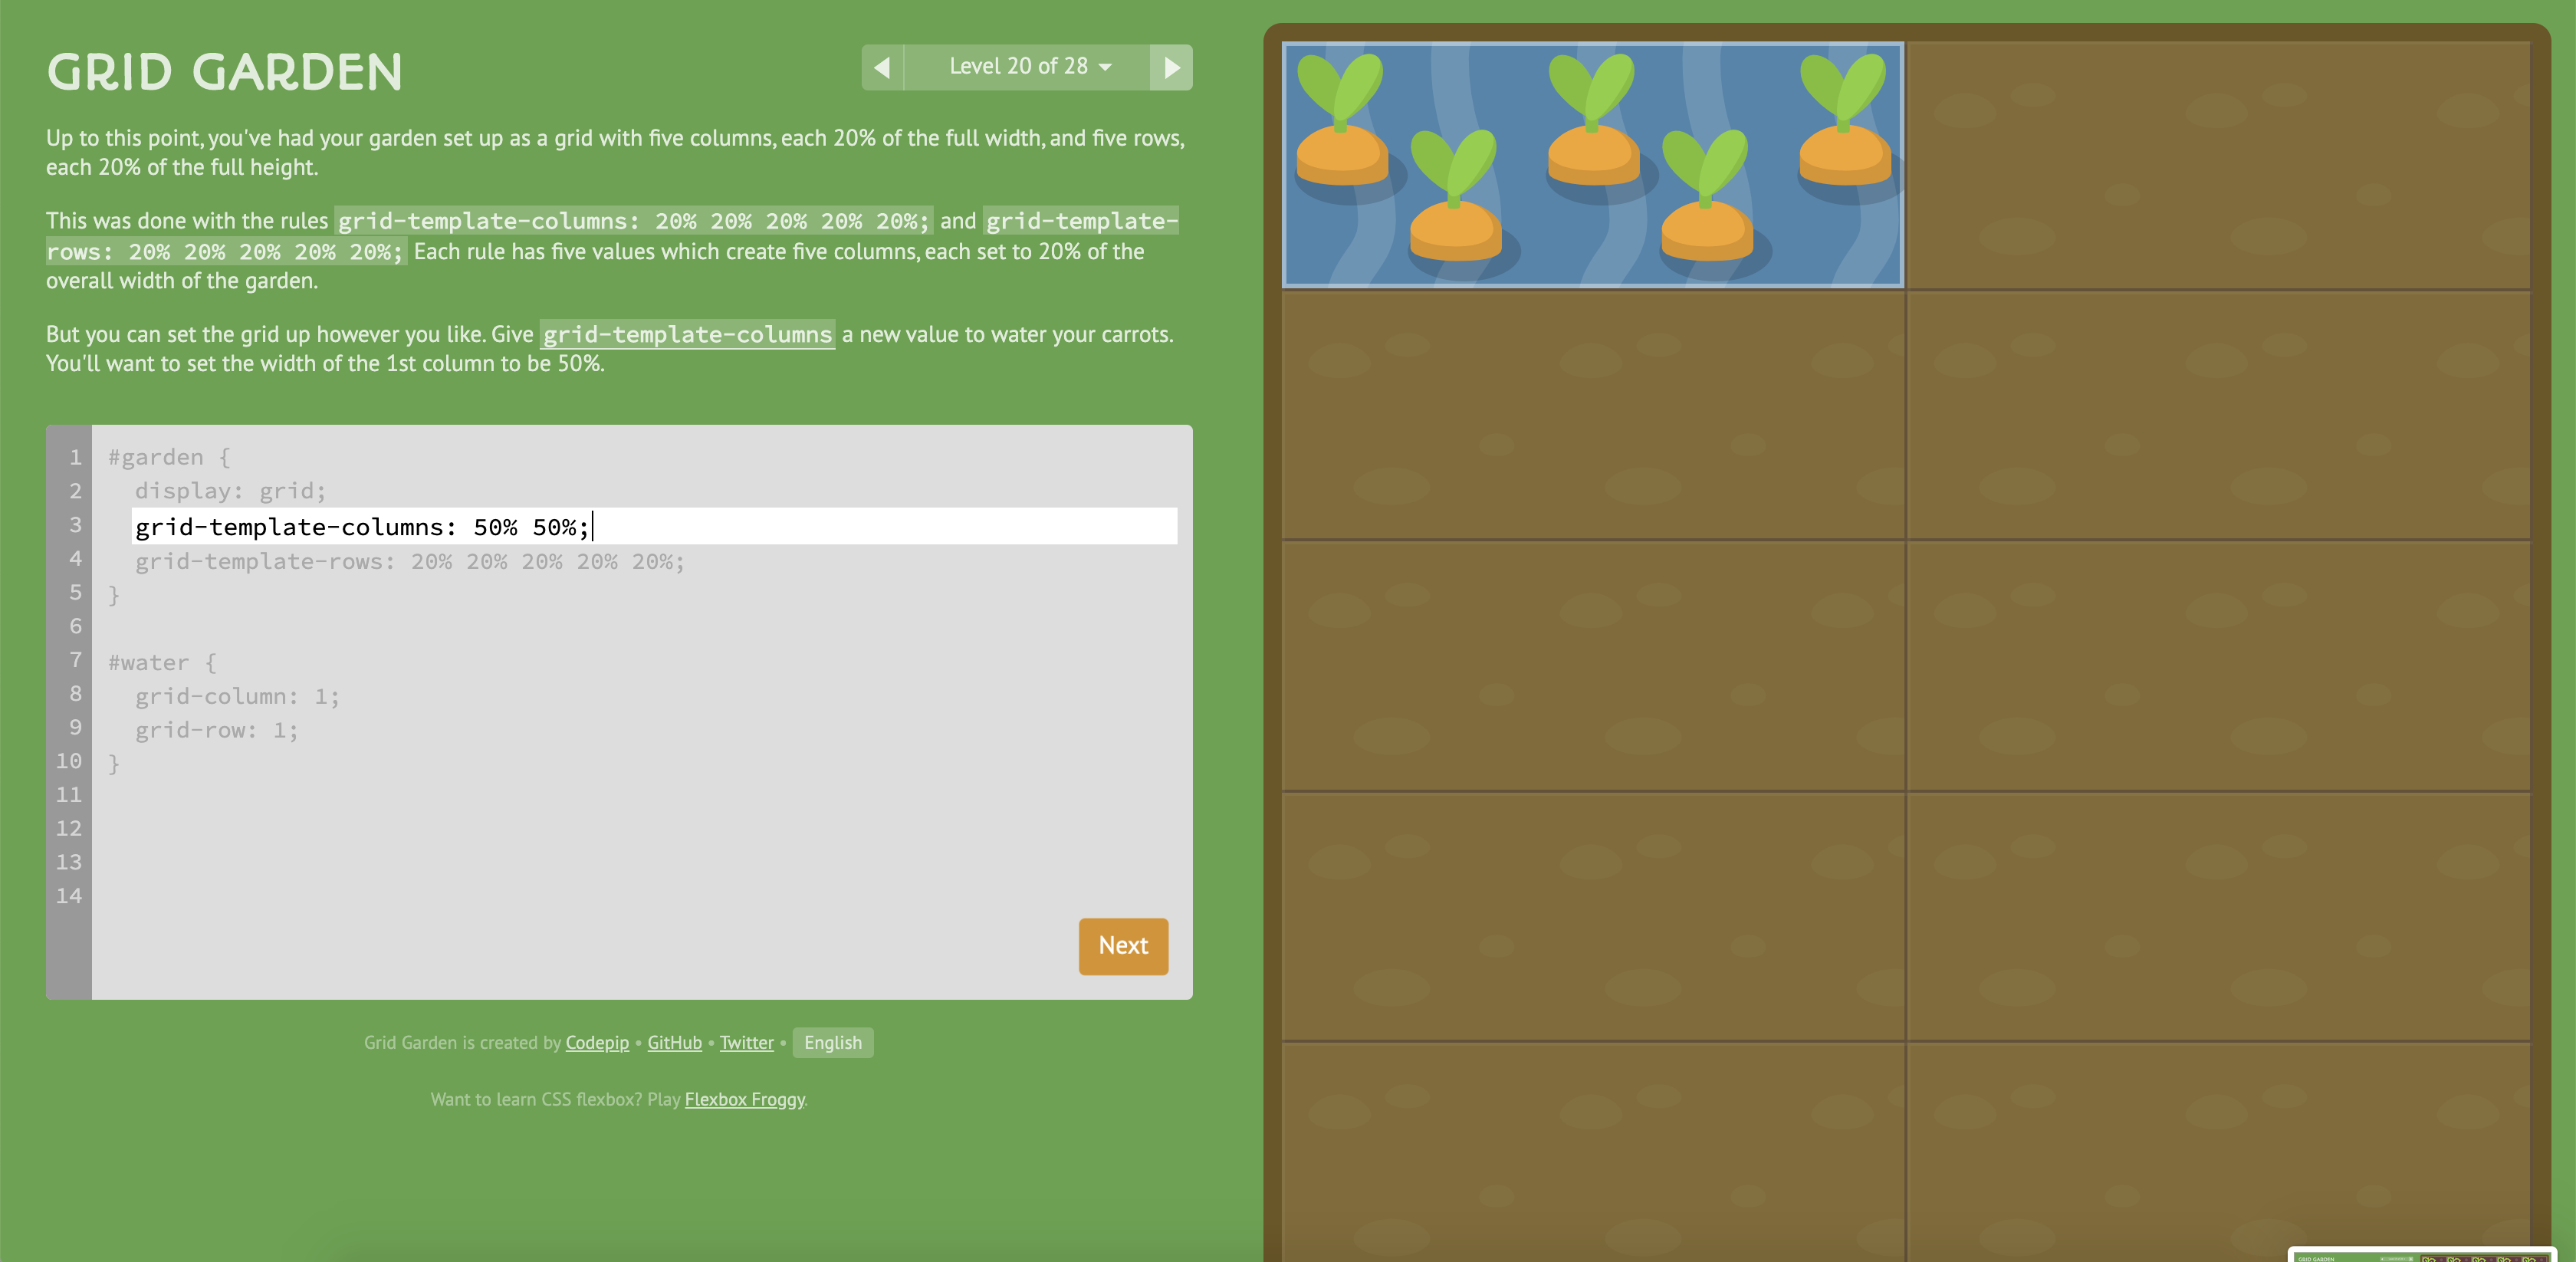 GRID GARDEN
Level 20 of 28
Up to this point, you've had your garden set up as a grid with five columns, each 20% of the full width, and five rows,
each 20% of the full height.
This was done with the rules grid-template-columns: 20% 20% 20% 20% 20%; and grid-template-
rows: 20% 20% 20% 20% 20%; Each rule has five values which create five columns, each set to 20% of the
overall width of the garden.
But you can set the grid up however you like. Give grid-template-columns a new value to water your carrots.
You'll want to set the width of the 1st column to be 50%.
1 #garden {
2 display: grid;
3 grid-template-columns: 50% 50%;
4 grid-template-rows: 20% 20% 20% 20% 20%;
5 }
6
7 #water {
8 grid-column: 1;
9 grid-row: 1;
10 }
11
12
13
14
Next
Grid Garden is created by Codepip • GitHub • Twitter • English
Want to learn CSS flexbox? Play Flexbox Froggy.
GRID GARDEN